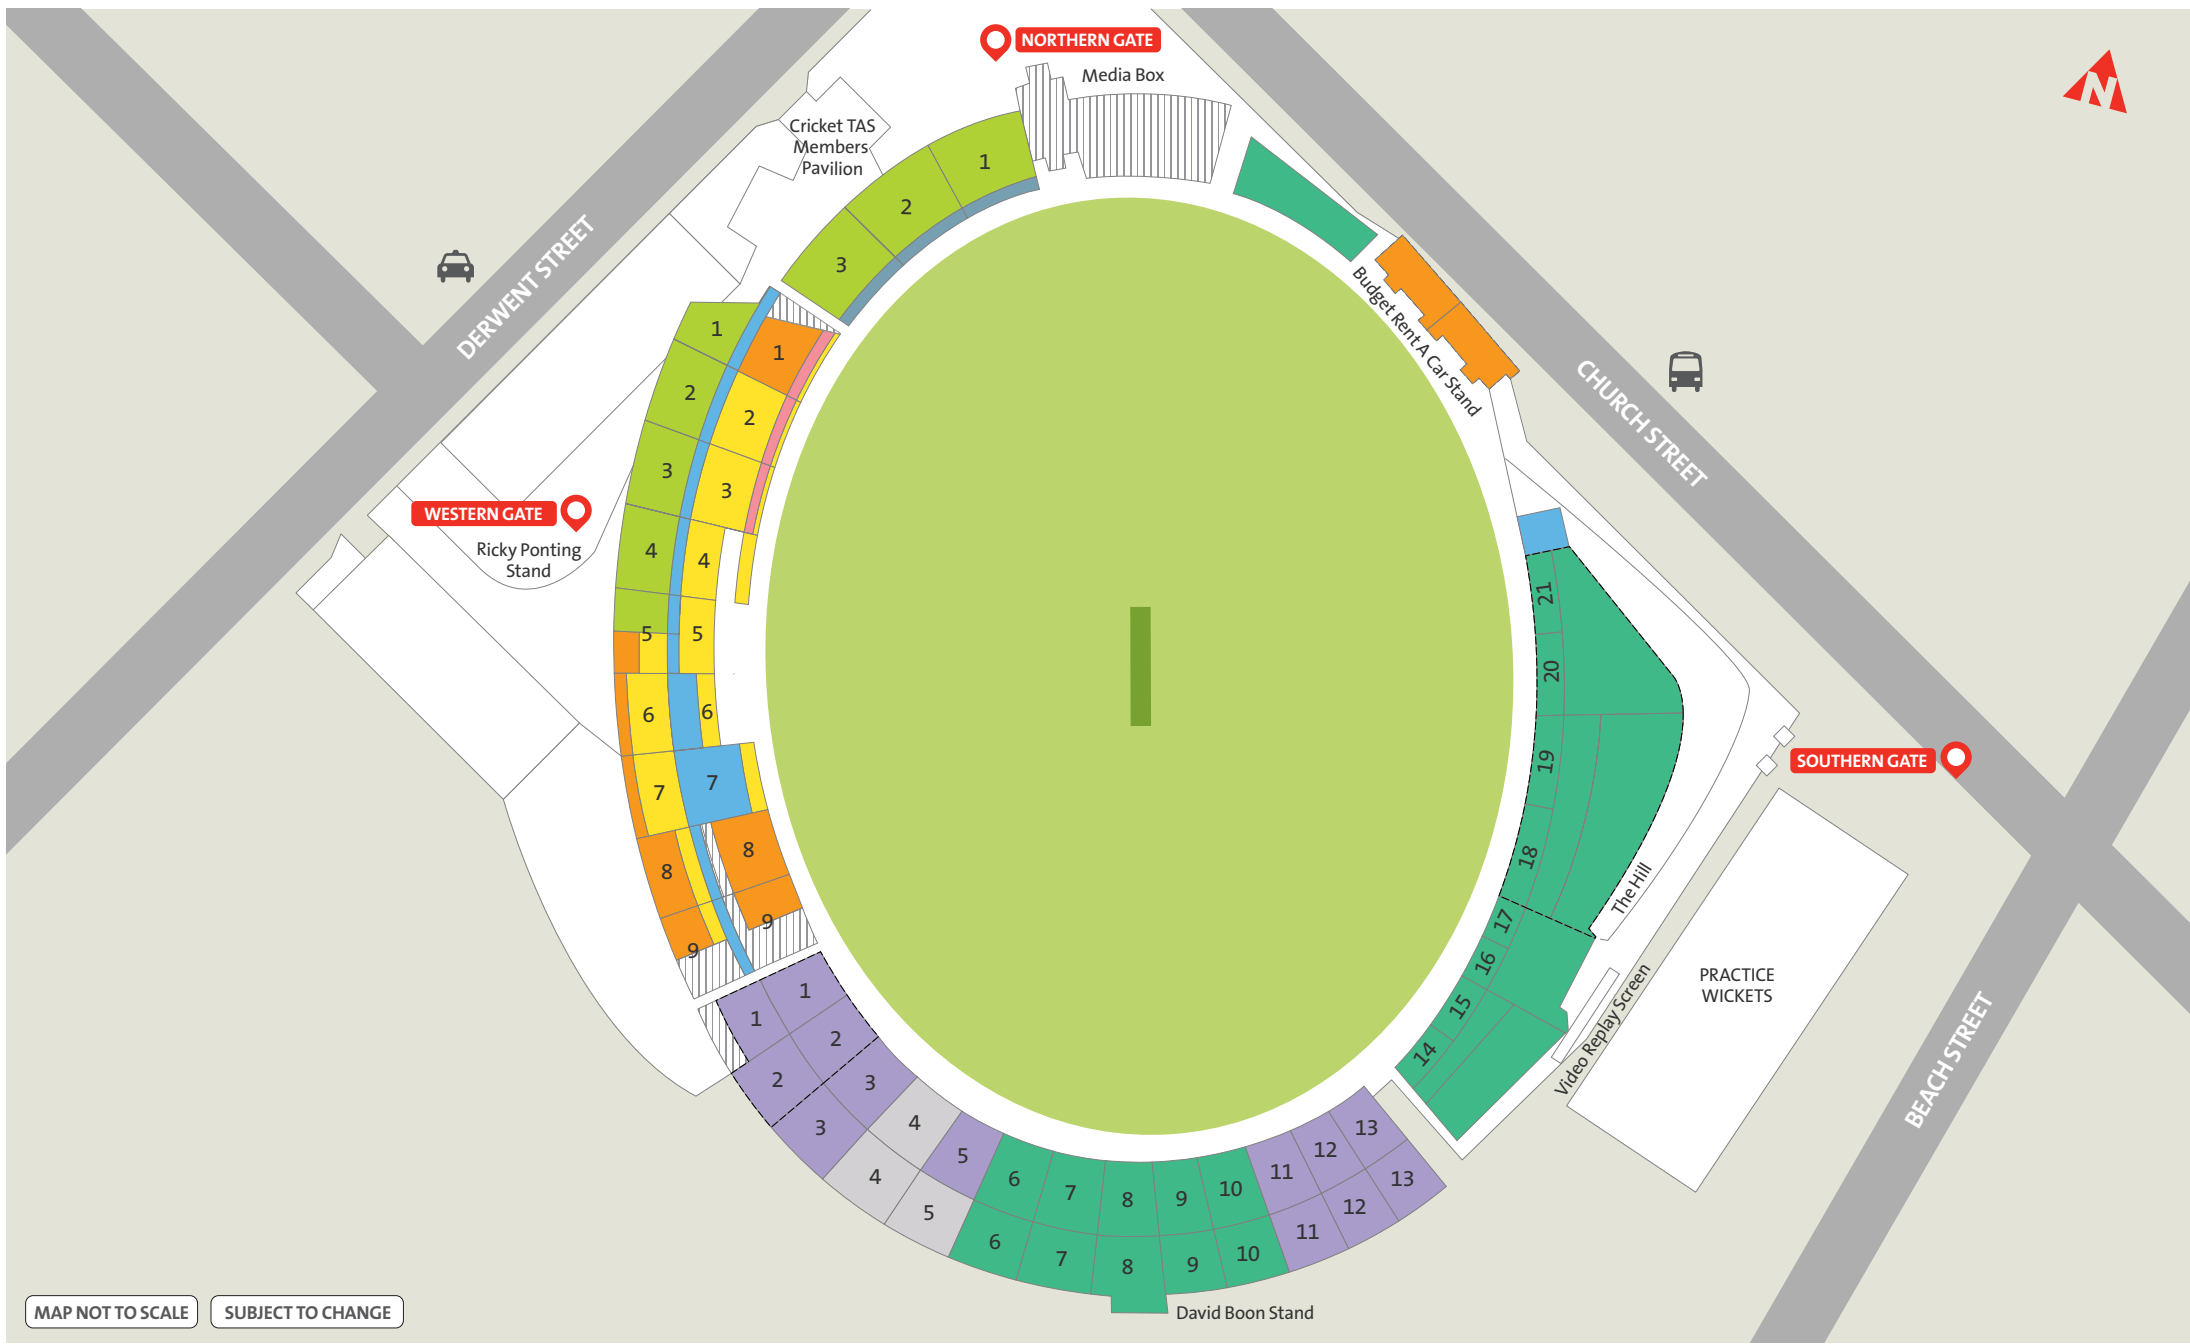 NORTHERN GATE
Media Box
N
Cricket TAS
Members
Pavilion
1
2
3
DERWENT STREET
CHURCH STREET
Budget Rent A Car Stand
1
2
3
4
5
6
7
8
9
1
2
3
4
5
6
7
8
9
WESTERN GATE
Ricky Ponting
Stand
21
20
19
18
17
16
15
14
The Hill
SOUTHERN GATE
PRACTICE
WICKETS
Video Replay Screen
BEACH STREET
1
2
3
4
5
6
7
8
9
10
11
12
13
1
2
3
4
5
6
7
8
9
10
11
12
13
David Boon Stand
MAP NOT TO SCALE
SUBJECT TO CHANGE